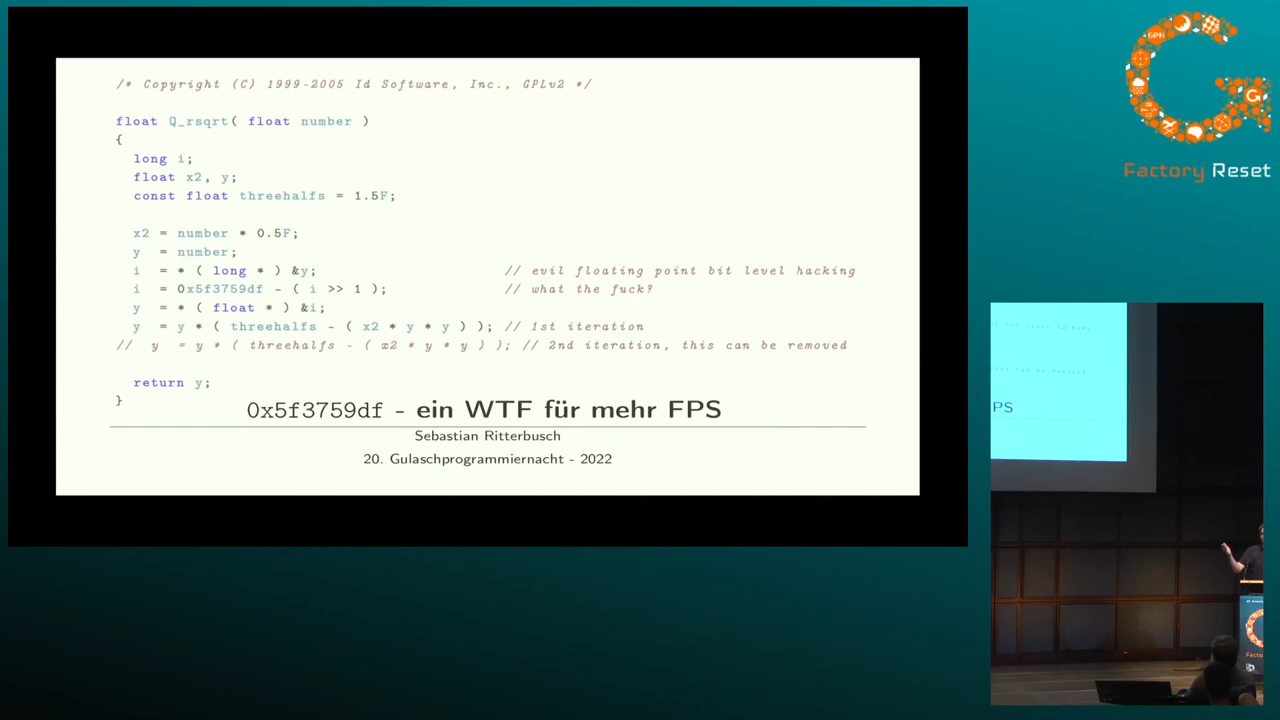 /* Copyright (C) 1999-2005 Id Software, Inc., GPLv2 */
float Q_rsqrt( float number )
{
long i;
float x2, y;
const float threehalfs = 1.5F;
x2 = number * 0.5F;
y = number;
i = * ( long * ) &y; // evil floating point bit level hacking
i = 0x5f3759df - ( i >> 1 ); // what the fuck?
y = * ( float * ) &i;
y = y * ( threehalfs - ( x2 * y * y ) ); // 1st iteration
// y = y * ( threehalfs - ( x2 * y * y ) ); // 2nd iteration, this can be removed
return y;
}
0x5f3759df - ein WTF für mehr FPS
Sebastian Ritterbusch
20. Gulaschprogrammiernacht - 2022
GPN
Factory Reset
PS